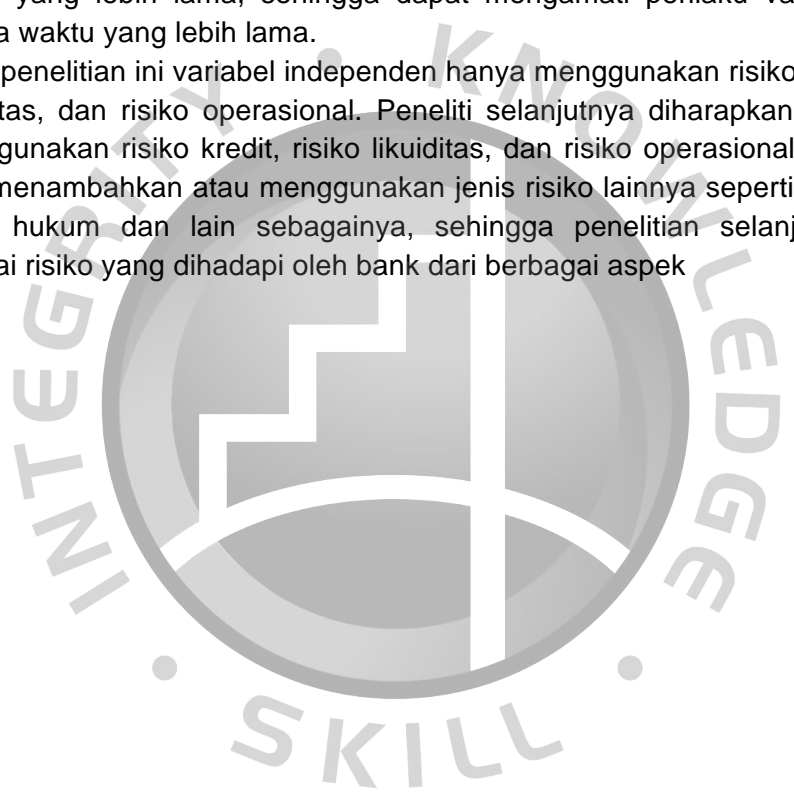 yang lebih lama, sehingga dapat mengamati perilaku va
a waktu yang lebih lama.
penelitian ini variabel independen hanya menggunakan risiko
tas, dan risiko operasional. Peneliti selanjutnya diharapkan
gunakan risiko kredit, risiko likuiditas, dan risiko operasional
menambahkan atau menggunakan jenis risiko lainnya seperti
hukum dan lain sebagainya, sehingga penelitian selanj
ai risiko yang dihadapi oleh bank dari berbagai aspek
INTEGRITY • KNOWLEDGE • SKILL •